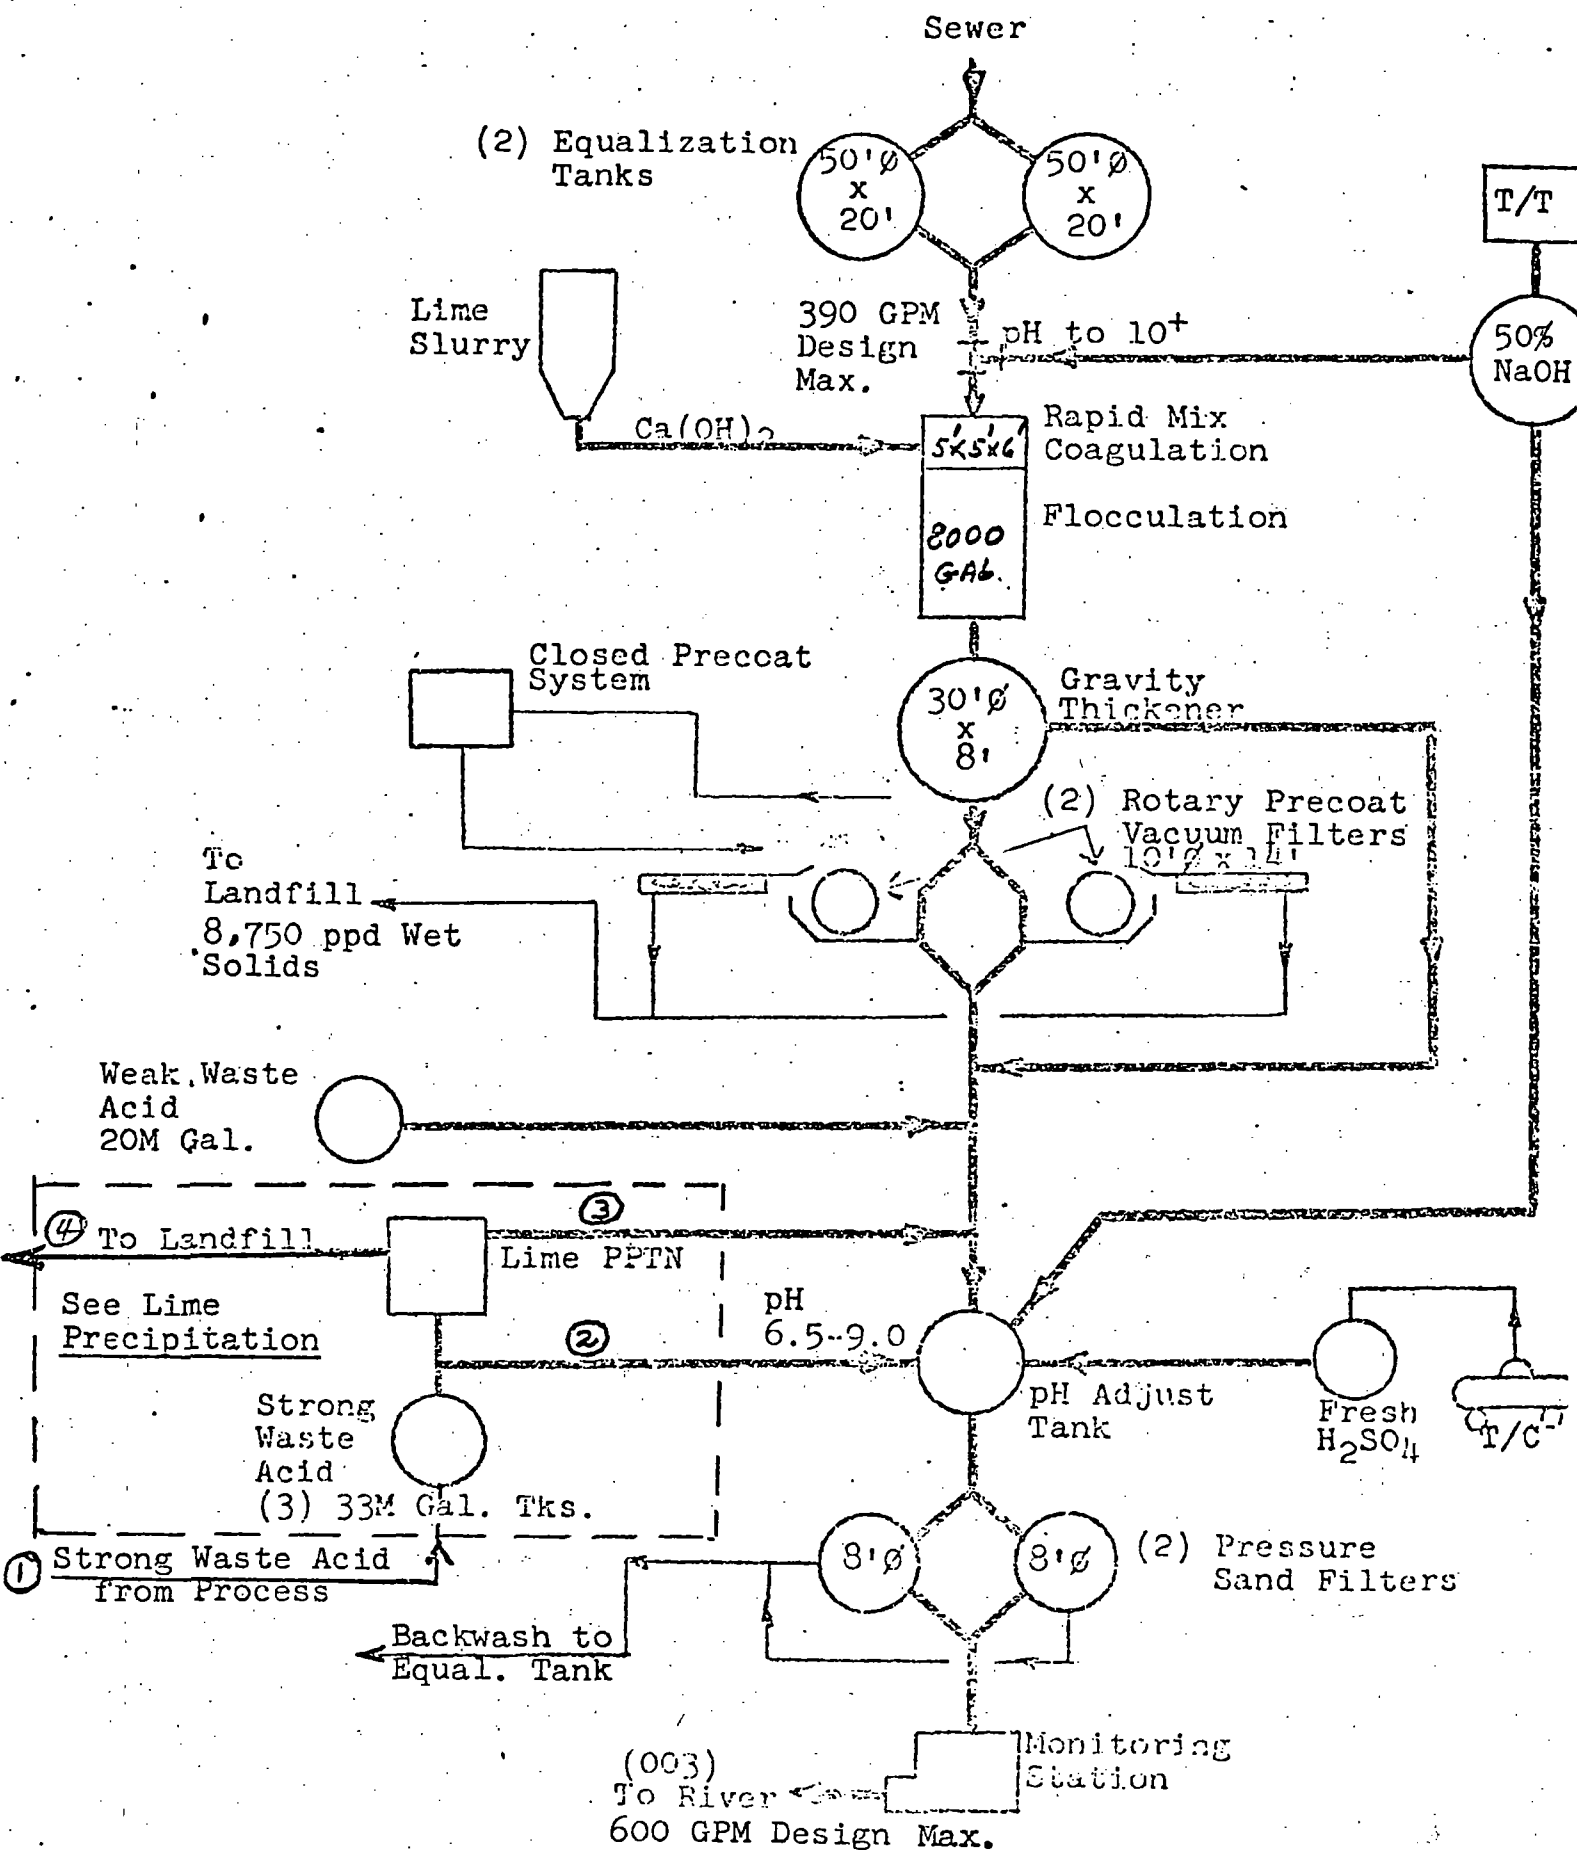 Sewer
(2) Equalization
Tanks
50'Ø
x
20'
50'Ø
x
20'
T/T
Lime
Slurry
390 GPM
Design
Max.
pH to 10+
50%
NaOH
Ca(OH)2
5'x5'x6'
Rapid Mix
Coagulation
8000
GAL.
Flocculation
Closed Precoat
System
30'Ø
x
8'
Gravity
Thickener
(2) Rotary Precoat
Vacuum Filters
10'Ø x 14'
To
Landfill
8,750 ppd Wet
Solids
Weak Waste
Acid
20M Gal.
④ To Landfill
③
Lime PPTN
See Lime
Precipitation
②
pH
6.5-9.0
pH Adjust
Tank
Fresh
H2SO4
T/C
Strong
Waste
Acid
(3) 33M Gal. Tks.
① Strong Waste Acid
from Process
8'Ø
8'Ø
(2) Pressure
Sand Filters
Backwash to
Equal. Tank
Monitoring
Station
(003)
To River
600 GPM Design Max.